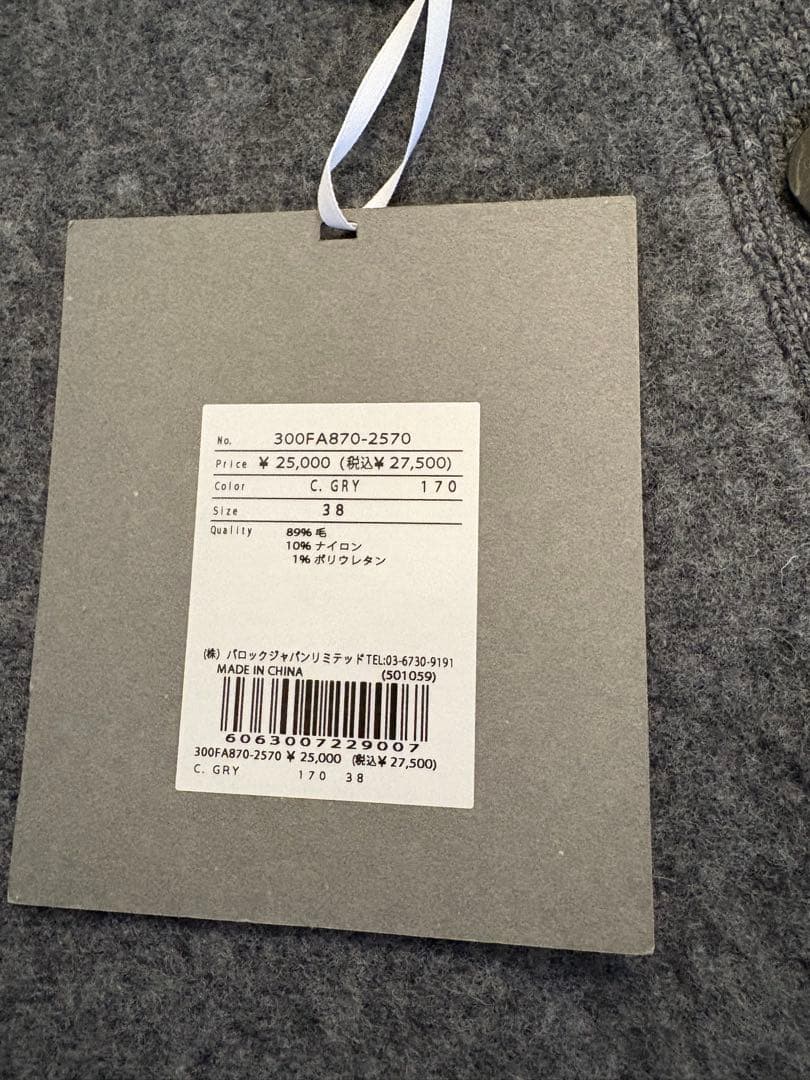 No. 300FA870-2570
Price ¥ 25,000 (税込¥ 27,500)
Color C. GRY 170
Size 38
Quality 89% 毛
10% ナイロン
1% ポリウレタン
(株) バロックジャパンリミテッドTEL:03-6730-9191
MADE IN CHINA (501059)
6063007229007
300FA870-2570 ¥ 25,000 (税込¥ 27,500)
C. GRY 170 38